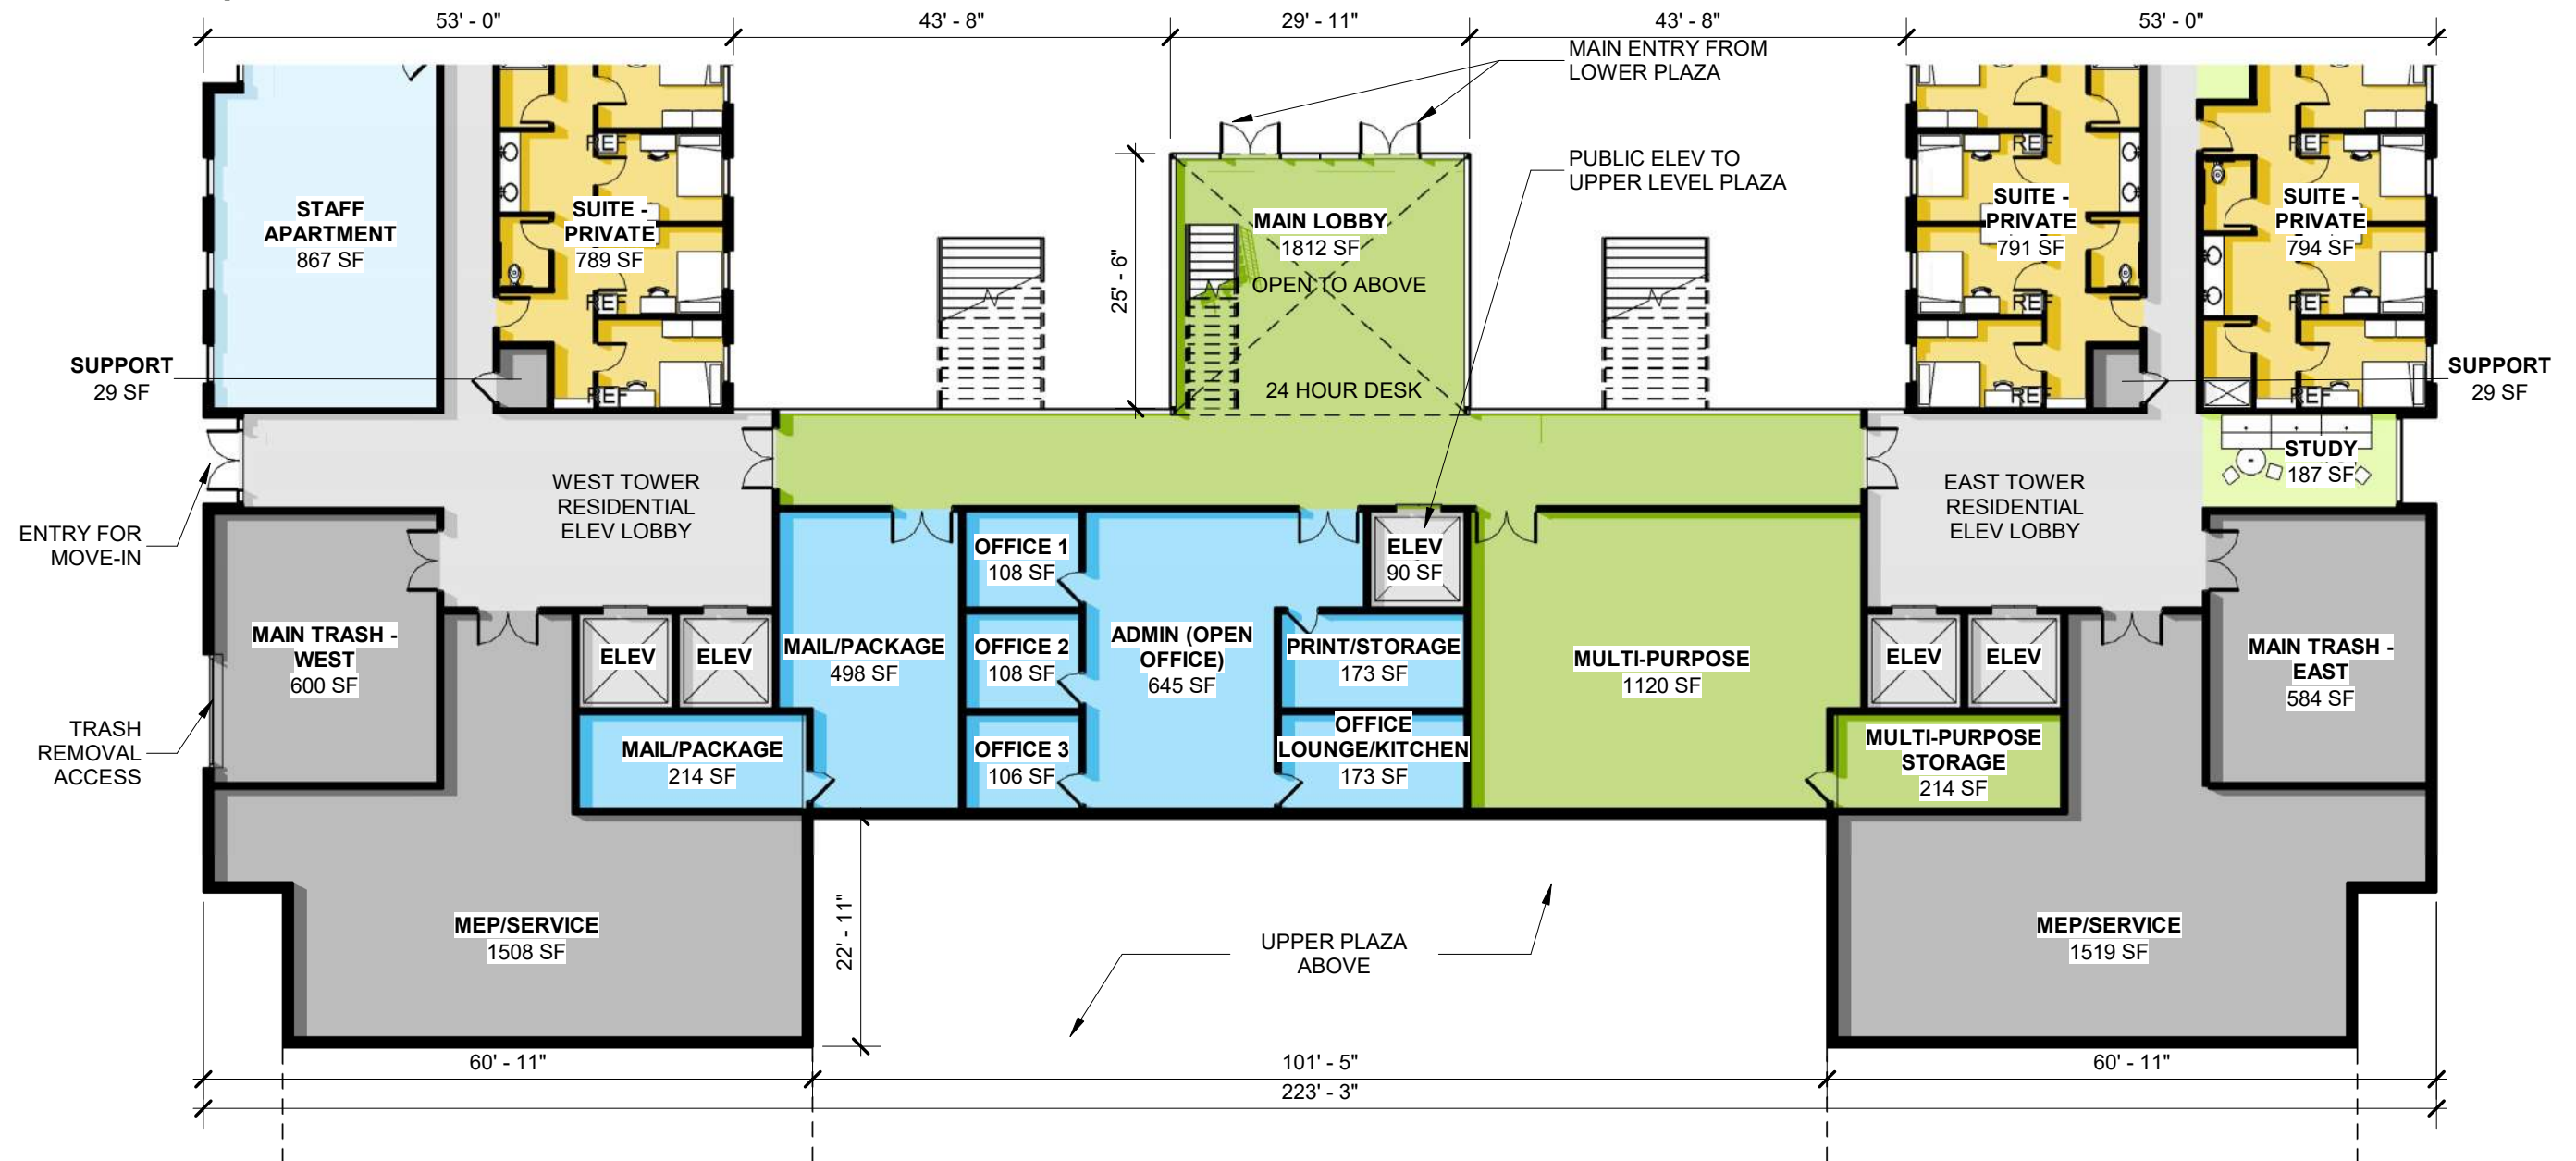 53' - 0"
43' - 8"
29' - 11"
43' - 8"
53' - 0"
MAIN ENTRY FROM
LOWER PLAZA
PUBLIC ELEV TO
UPPER LEVEL PLAZA
REF
REF
REF
STAFF
APARTMENT
867 SF
SUITE -
PRIVATE
789 SF
MAIN LOBBY
1812 SF
OPEN TO ABOVE
25' - 6"
SUITE -
PRIVATE
791 SF
SUITE -
PRIVATE
794 SF
REF
REF
REF
REF
SUPPORT
29 SF
REF
24 HOUR DESK
REF
REF
SUPPORT
29 SF
WEST TOWER
RESIDENTIAL
ELEV LOBBY
EAST TOWER
RESIDENTIAL
ELEV LOBBY
STUDY
187 SF
ENTRY FOR
MOVE-IN
OFFICE 1
108 SF
ELEV
90 SF
MAIN TRASH -
WEST
600 SF
ELEV
ELEV
MAIL/PACKAGE
498 SF
OFFICE 2
108 SF
ADMIN (OPEN
OFFICE)
645 SF
PRINT/STORAGE
173 SF
MULTI-PURPOSE
1120 SF
ELEV
ELEV
MAIN TRASH -
EAST
584 SF
TRASH
REMOVAL
ACCESS
MAIL/PACKAGE
214 SF
OFFICE 3
106 SF
OFFICE
LOUNGE/KITCHEN
173 SF
MULTI-PURPOSE
STORAGE
214 SF
MEP/SERVICE
1508 SF
22' - 11"
UPPER PLAZA
ABOVE
MEP/SERVICE
1519 SF
60' - 11"
101' - 5"
60' - 11"
223' - 3"